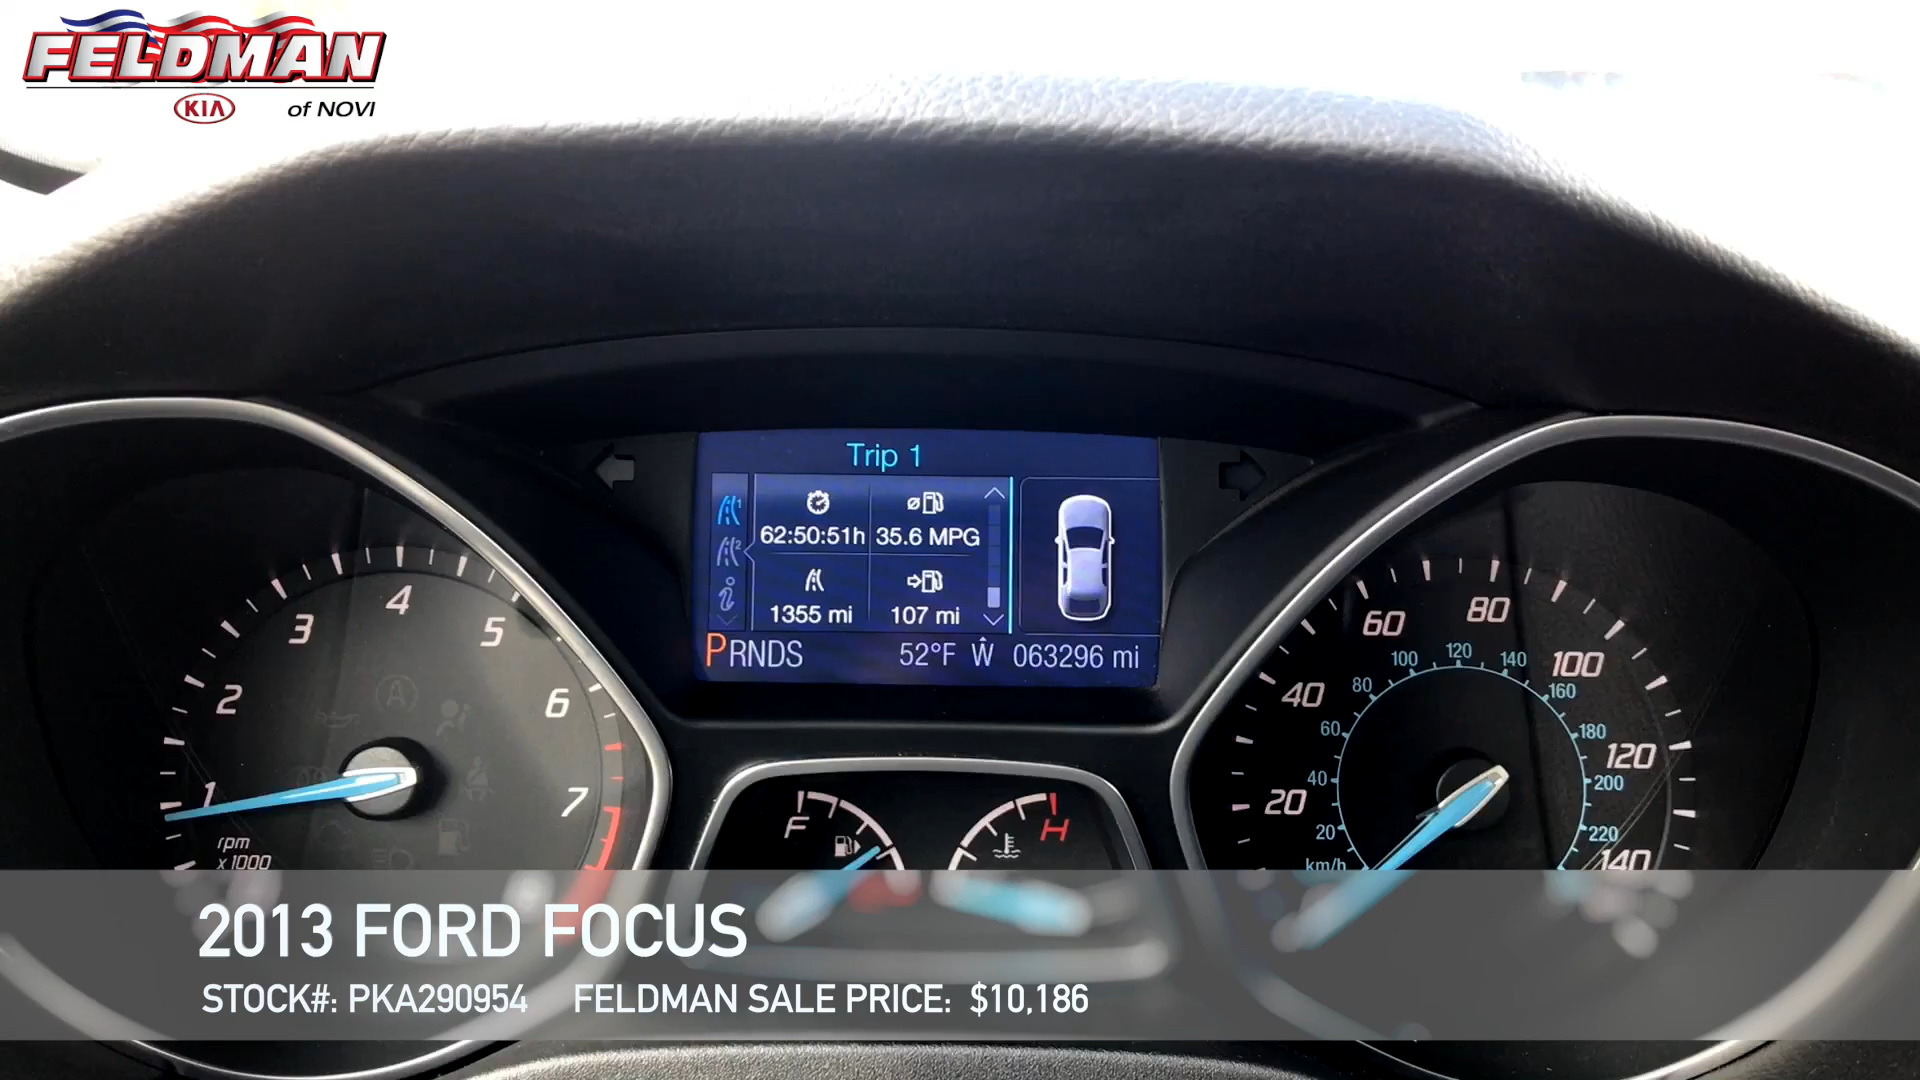 FELDMAN
KIA of NOVI
Trip 1
1
62:50:51h 35.6 MPG
2
1355 mi 107 mi
PRNDS 52°F W 063296 mi
1 2 3 4 5 6 7
rpm
x 1000
A
F H
20 40 60 80 100 120 140
20 40 60 80 100 120 140 160 180 200 220
km/h
2013 FORD FOCUS
STOCK#: PKA290954 FELDMAN SALE PRICE: $10,186